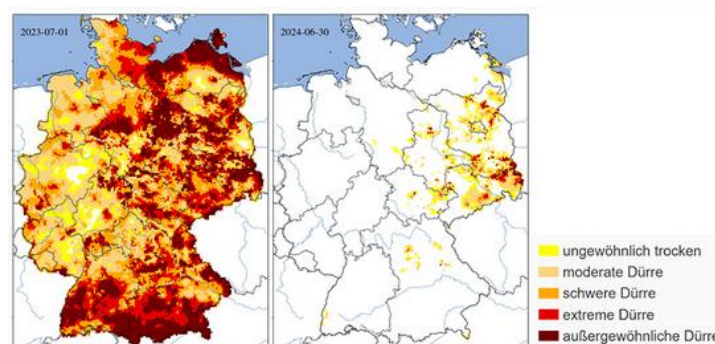 2023-07-01
2024-06-30
ungewöhnlich trocken
moderate Dürre
schwere Dürre
extreme Dürre
außergewöhnliche Dürre